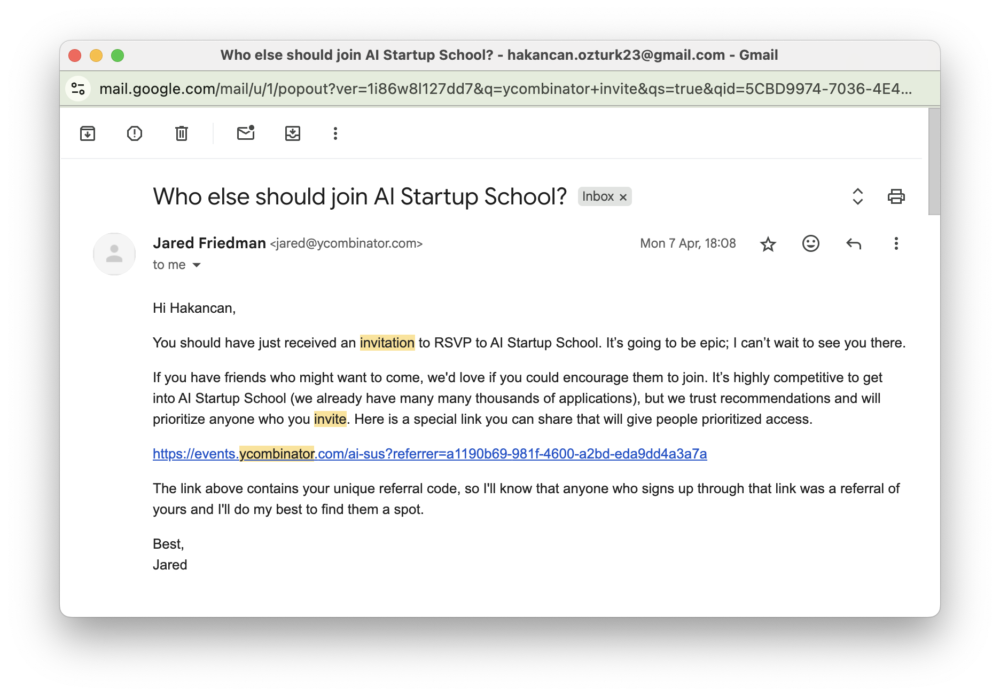 Who else should join AI Startup School? - hakancan.ozturk23@gmail.com - Gmail
mail.google.com/mail/u/1/popout?ver=1i86w8l127dd7&q=ycombinator+invite&qs=true&qid=5CBD9974-7036-4E4...
Who else should join AI Startup School? Inbox ×
Jared Friedman <jared@ycombinator.com> Mon 7 Apr, 18:08
to me
Hi Hakancan,
You should have just received an invitation to RSVP to AI Startup School. It’s going to be epic; I can’t wait to see you there.
If you have friends who might want to come, we'd love if you could encourage them to join. It’s highly competitive to get
into AI Startup School (we already have many many thousands of applications), but we trust recommendations and will
prioritize anyone who you invite. Here is a special link you can share that will give people prioritized access.
https://events.ycombinator.com/ai-sus?referrer=a1190b69-981f-4600-a2bd-eda9dd4a3a7a
The link above contains your unique referral code, so I'll know that anyone who signs up through that link was a referral of
yours and I'll do my best to find them a spot.
Best,
Jared